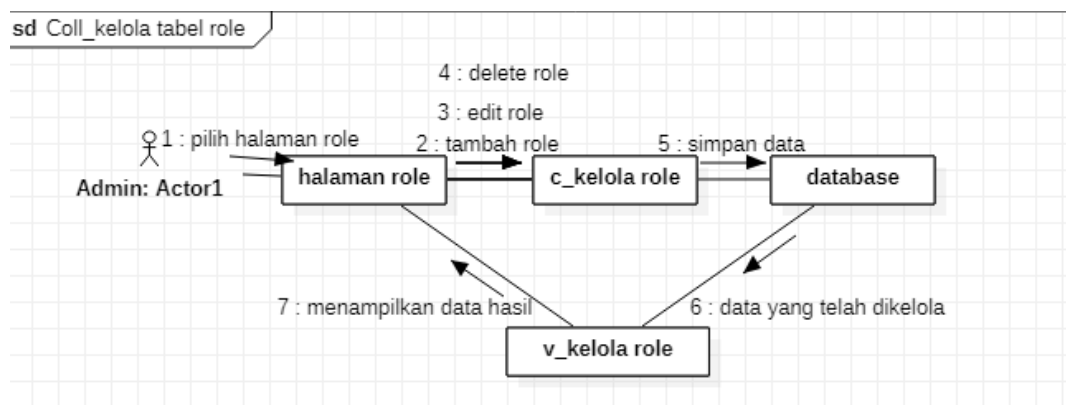 sd Coll_kelola tabel role
4 : delete role
3 : edit role
1 : pilih halaman role
2 : tambah role
5 : simpan data
Admin: Actor1
halaman role
c_kelola role
database
7 : menampilkan data hasil
6 : data yang telah dikelola
v_kelola role